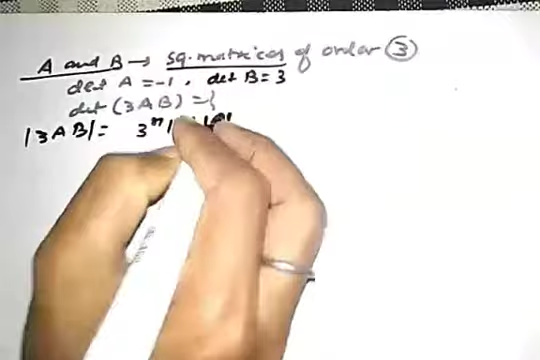 A and B → sq. matrices of order 3
det A = -1, det B = 3
det (3AB) = ?
|3AB| = 3ⁿ |